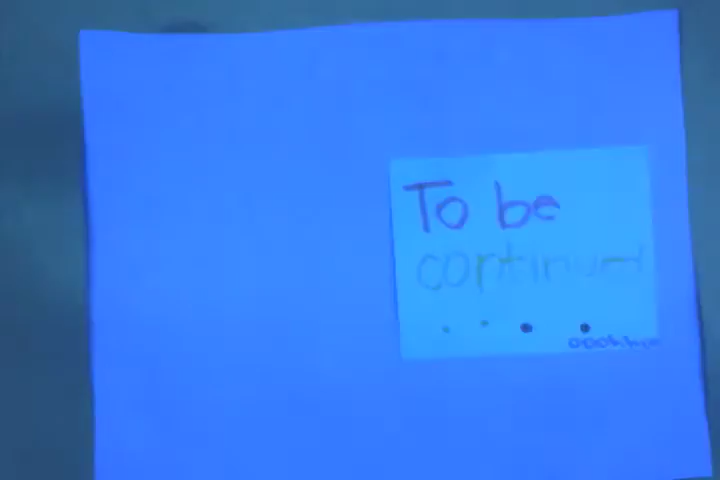 To be
continued
. . . .